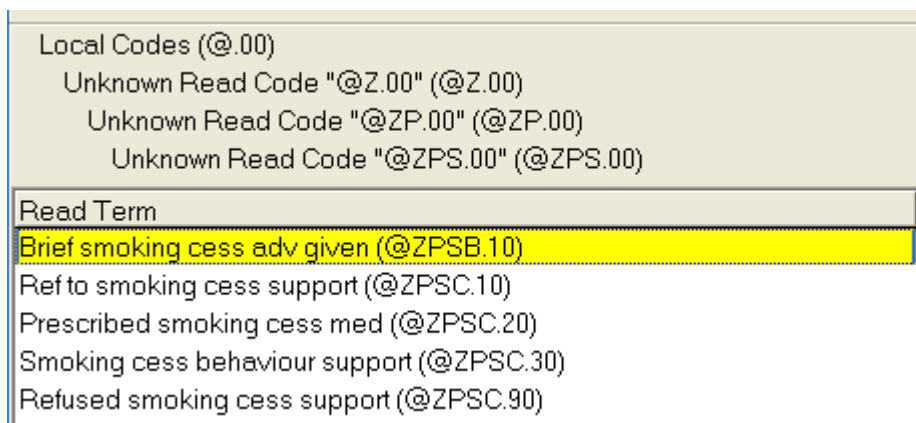 Local Codes (@.00)
Unknown Read Code "@Z.00" (@Z.00)
Unknown Read Code "@ZP.00" (@ZP.00)
Unknown Read Code "@ZPS.00" (@ZPS.00)
Read Term
Brief smoking cess adv given (@ZPSB.10)
Ref to smoking cess support (@ZPSC.10)
Prescribed smoking cess med (@ZPSC.20)
Smoking cess behaviour support (@ZPSC.30)
Refused smoking cess support (@ZPSC.90)